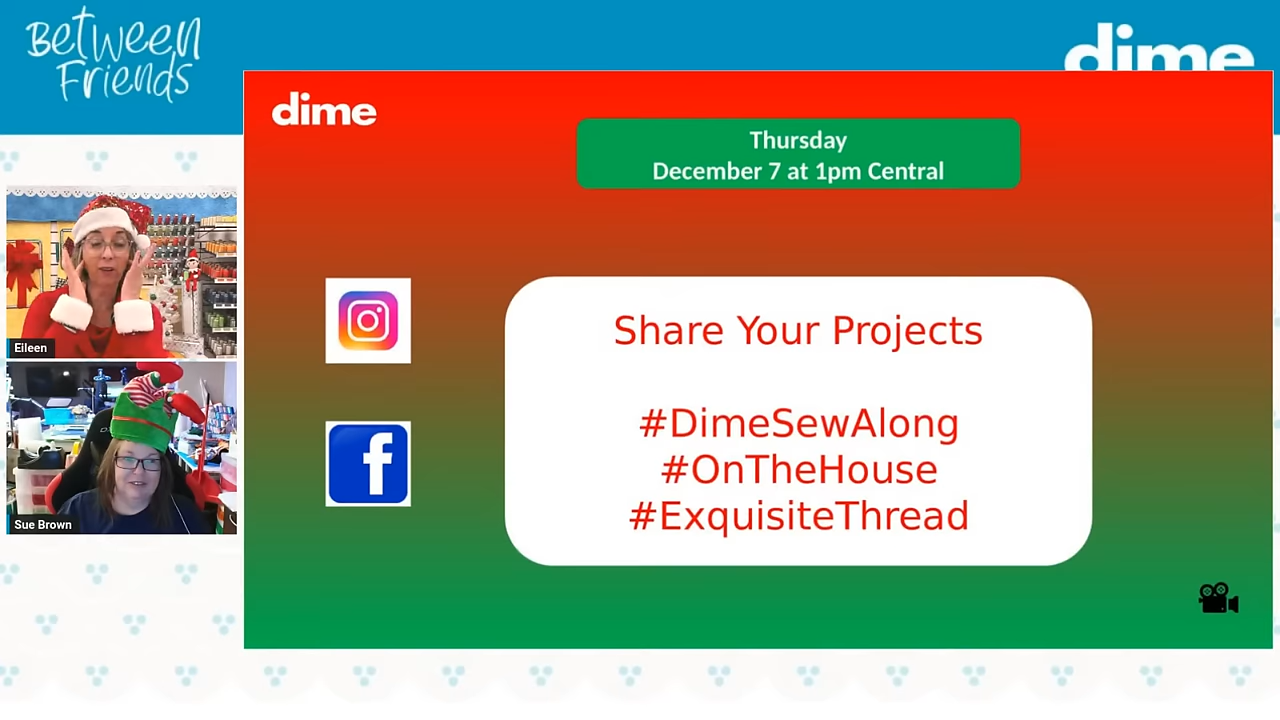 Between
Friends
dime
dime
Thursday
December 7 at 1pm Central
Share Your Projects
#DimeSewAlong
#OnTheHouse
#ExquisiteThread
Eileen
Sue Brown